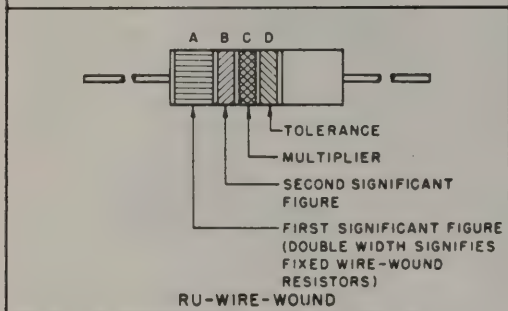 A B C D
TOLERANCE
MULTIPLIER
SECOND SIGNIFICANT
FIGURE
FIRST SIGNIFICANT FIGURE
(DOUBLE WIDTH SIGNIFIES
FIXED WIRE-WOUND
RESISTORS)
RU-WIRE-WOUND